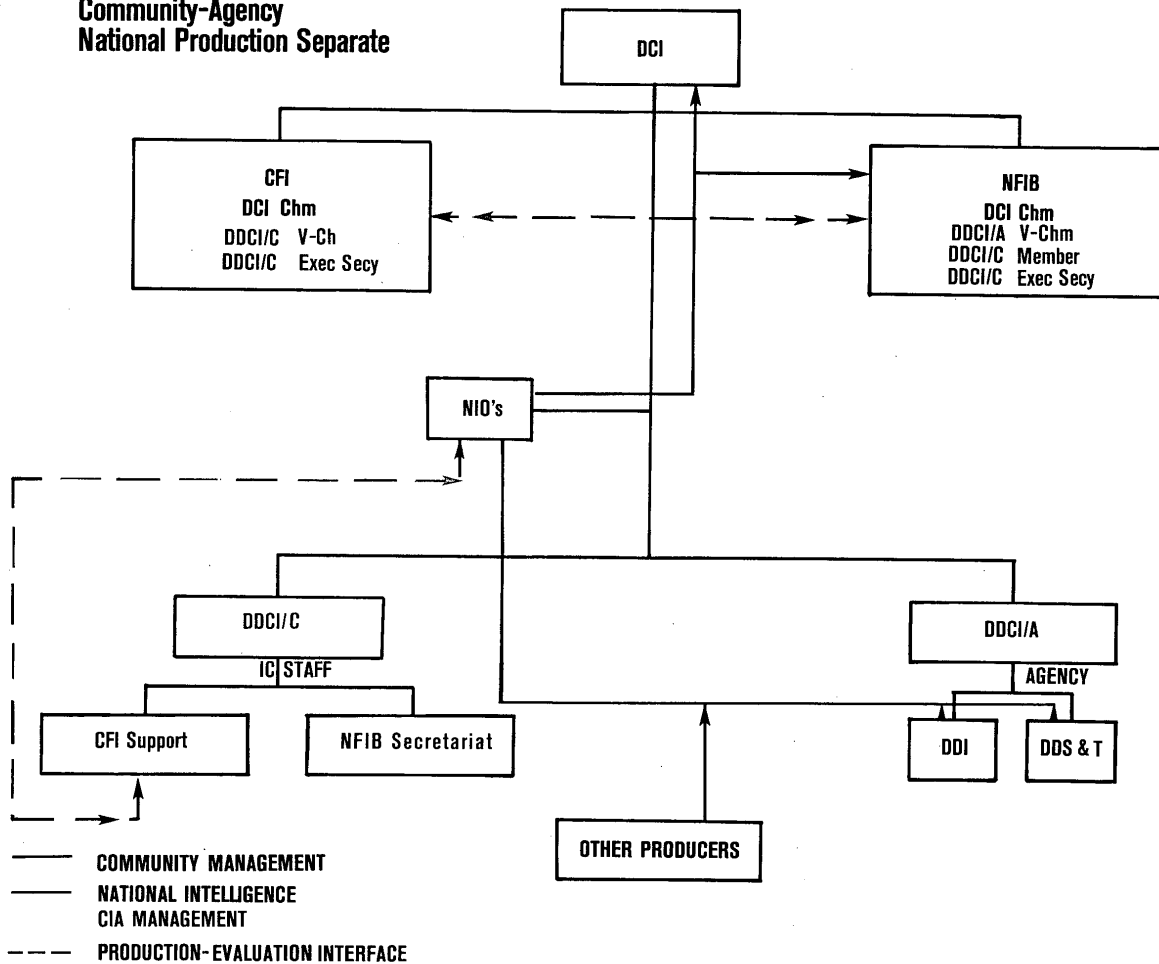 Community-Agency
National Production Separate
DCI
CFI
DCI Chm
DDCI/C V-Ch
DDCI/C Exec Secy
NFIB
DCI Chm
DDCI/A V-Chm
DDCI/C Member
DDCI/C Exec Secy
NIO's
DDCI/C
IC STAFF
DDCI/A
AGENCY
CFI Support
NFIB Secretariat
DDI
DDS & T
OTHER PRODUCERS
COMMUNITY MANAGEMENT
NATIONAL INTELLIGENCE
CIA MANAGEMENT
PRODUCTION-EVALUATION INTERFACE